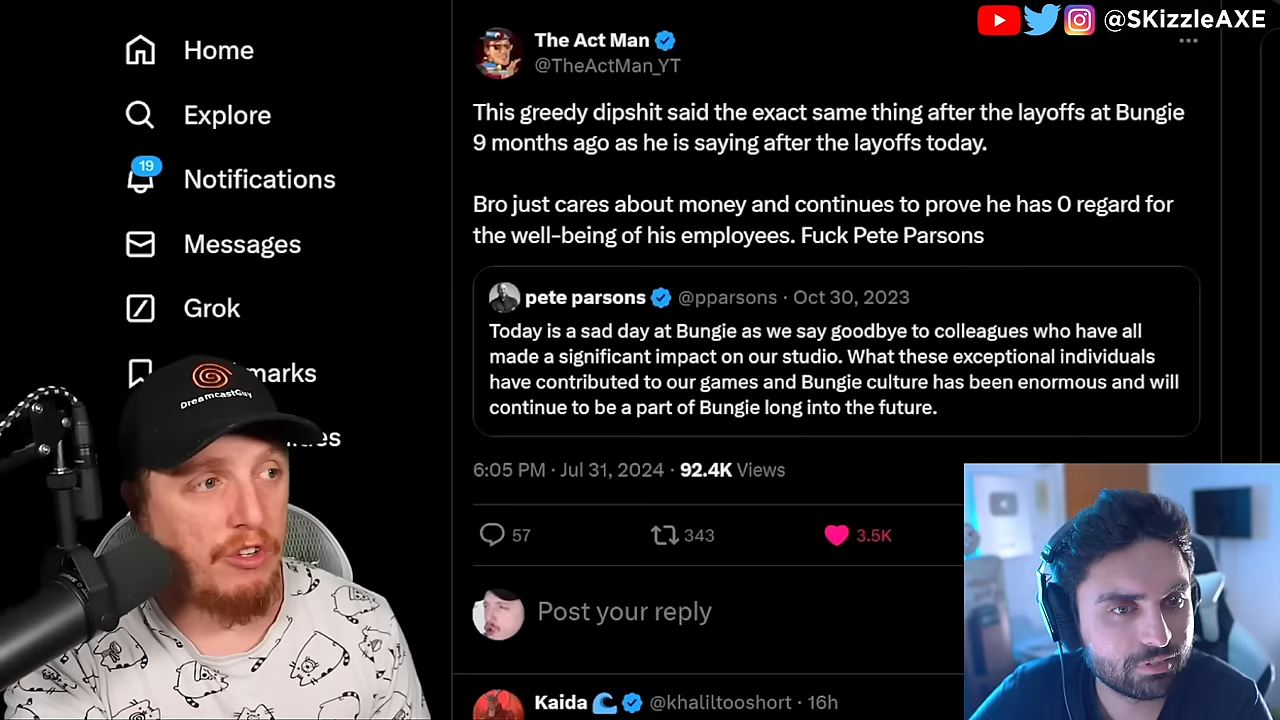 @SKizzleAXE
Home
The Act Man
@TheActMan_YT
Explore
This greedy dipshit said the exact same thing after the layoffs at Bungie
9 months ago as he is saying after the layoffs today.
19
Notifications
Bro just cares about money and continues to prove he has 0 regard for
the well-being of his employees. Fuck Pete Parsons
Messages
pete parsons @pparsons · Oct 30, 2023
Grok
Today is a sad day at Bungie as we say goodbye to colleagues who have all
made a significant impact on our studio. What these exceptional individuals
have contributed to our games and Bungie culture has been enormous and will
continue to be a part of Bungie long into the future.
DreamcastGuy
6:05 PM · Jul 31, 2024 · 92.4K Views
57 343 3.5K
Post your reply
Kaida @khaliltooshort · 16h